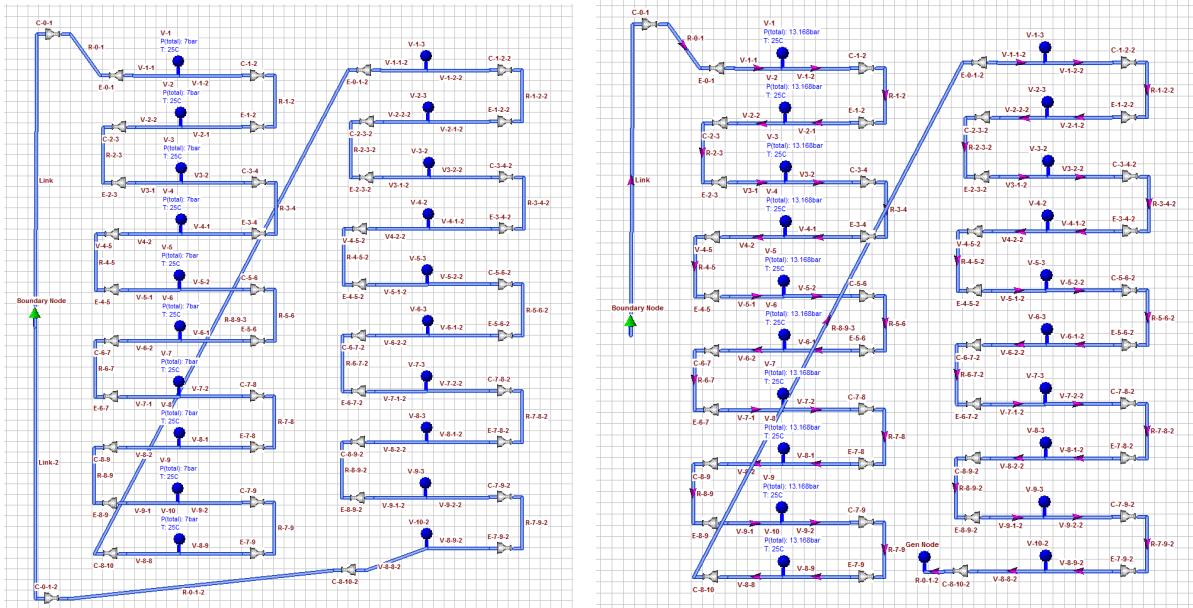 C-0-1
V-1
P(total): 7bar
T: 25C
R-0-1
C-1-2
V-1-1
V-1-2
E-0-1
R-1-2
V-2
P(total): 7bar
T: 25C
V-2-2
V-2-1
E-1-2
C-2-3
R-2-3
V-3
P(total): 7bar
T: 25C
V3-2
C-3-4
E-2-3
V3-1
R-3-4
V-4
P(total): 7bar
T: 25C
V-4-1
E-3-4
V-4-5
V4-2
R-4-5
V-5
P(total): 7bar
T: 25C
V-5-2
C-5-6
E-4-5
V-5-1
R-5-6
V-6
P(total): 7bar
T: 25C
V-6-1
R-8-9-3
E-5-6
C-6-7
V-6-2
R-6-7
V-7
P(total): 7bar
T: 25C
V-7-2
C-7-8
E-6-7
V-7-1
R-7-8
V-8
P(total): 7bar
T: 25C
V-8-1
E-7-8
C-8-9
V-8-2
R-8-9
V-9
P(total): 7bar
T: 25C
C-7-9
E-8-9
V-9-1
V-9-2
R-7-9
V-10
P(total): 7bar
T: 25C
C-8-10
V-8-8
V-8-9
E-7-9
Link
Boundary Node
Link-2
C-0-1-2
R-0-1-2
C-8-10-2
V-8-8-2
V-1-3
V-1-1-2
C-1-2-2
E-0-1-2
V-1-2-2
R-1-2-2
V-2-3
V-2-2-2
E-1-2-2
C-2-3-2
V-2-1-2
R-2-3-2
V-3-2
C-3-4-2
E-2-3-2
V3-1-2
V3-2-2
R-3-4-2
V-4-2
V-4-1-2
E-3-4-2
V-4-5-2
V4-2-2
R-4-5-2
V-5-3
V-5-2-2
C-5-6-2
E-4-5-2
V-5-1-2
R-5-6-2
V-6-3
V-6-1-2
E-5-6-2
C-6-7-2
V-6-2-2
R-6-7-2
V-7-3
C-7-8-2
E-6-7-2
V-7-1-2
V-7-2-2
R-7-8-2
V-8-3
V-8-1-2
E-7-8-2
C-8-9-2
V-8-2-2
R-8-9-2
V-9-3
C-7-9-2
E-8-9-2
V-9-1-2
V-9-2-2
R-7-9-2
V-10-2
V-8-9-2
E-7-9-2
C-0-1
V-1
P(total): 13.168bar
T: 25C
R-0-1
C-1-2
V-1-1
V-1-2
E-0-1
R-1-2
V-2
P(total): 13.168bar
T: 25C
E-1-2
V-2-2
V-2-1
C-2-3
R-2-3
V-3
P(total): 13.168bar
T: 25C
V3-2
C-3-4
E-2-3
V3-1
R-3-4
V-4
P(total): 13.168bar
T: 25C
V-4-1
E-3-4
V-4-5
V4-2
R-4-5
V-5
P(total): 13.168bar
T: 25C
V-5-2
C-5-6
E-4-5
V-5-1
R-5-6
V-6
P(total): 13.168bar
T: 25C
V-6-1
R-8-9-3
E-5-6
C-6-7
V-6-2
R-6-7
V-7
P(total): 13.168bar
T: 25C
V-7-2
C-7-8
E-6-7
V-7-1
R-7-8
V-8
P(total): 13.168bar
T: 25C
V-8-1
E-7-8
C-8-9
V-8-2
R-8-9
V-9
P(total): 13.168bar
T: 25C
C-7-9
E-8-9
V-9-1
V-9-2
R-7-9
V-10
P(total): 13.168bar
T: 25C
C-8-10
V-8-8
V-8-9
E-7-9
Link
Boundary Node
V-1-3
V-1-1-2
C-1-2-2
E-0-1-2
V-1-2-2
R-1-2-2
V-2-3
V-2-2-2
E-1-2-2
C-2-3-2
V-2-1-2
R-2-3-2
V-3-2
C-3-4-2
E-2-3-2
V3-1-2
V3-2-2
R-3-4-2
V-4-2
V-4-1-2
E-3-4-2
V-4-5-2
V4-2-2
R-4-5-2
V-5-3
V-5-2-2
C-5-6-2
E-4-5-2
V-5-1-2
R-5-6-2
V-6-3
V-6-1-2
E-5-6-2
C-6-7-2
V-6-2-2
R-6-7-2
V-7-3
V-7-2-2
C-7-8-2
E-6-7-2
V-7-1-2
R-7-8-2
V-8-3
V-8-1-2
E-7-8-2
C-8-9-2
V-8-2-2
R-8-9-2
V-9-3
C-7-9-2
E-8-9-2
V-9-1-2
V-9-2-2
R-7-9-2
Gen Node
V-10-2
V-8-9-2
E-7-9-2
R-0-1-2
C-8-10-2
V-8-8-2